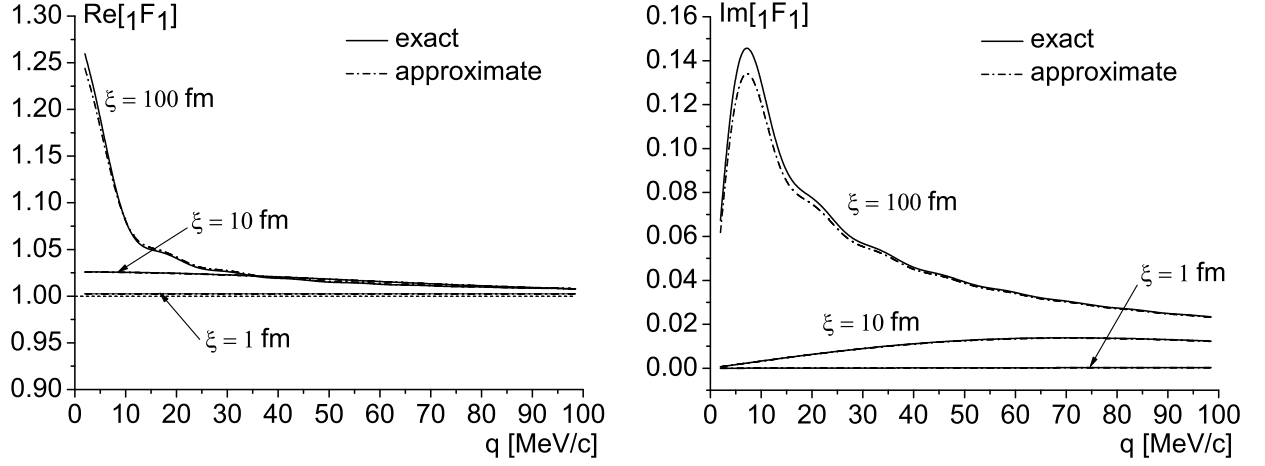 Re[1F1]
1.30
1.25
1.20
1.15
1.10
1.05
1.00
0.95
0.90
exact
approximate
ξ = 100 fm
ξ = 10 fm
ξ = 1 fm
0 10 20 30 40 50 60 70 80 90 100
q [MeV/c]
Im[1F1]
0.16
0.14
0.12
0.10
0.08
0.06
0.04
0.02
0.00
exact
approximate
ξ = 100 fm
ξ = 1 fm
ξ = 10 fm
0 10 20 30 40 50 60 70 80 90 100
q [MeV/c]